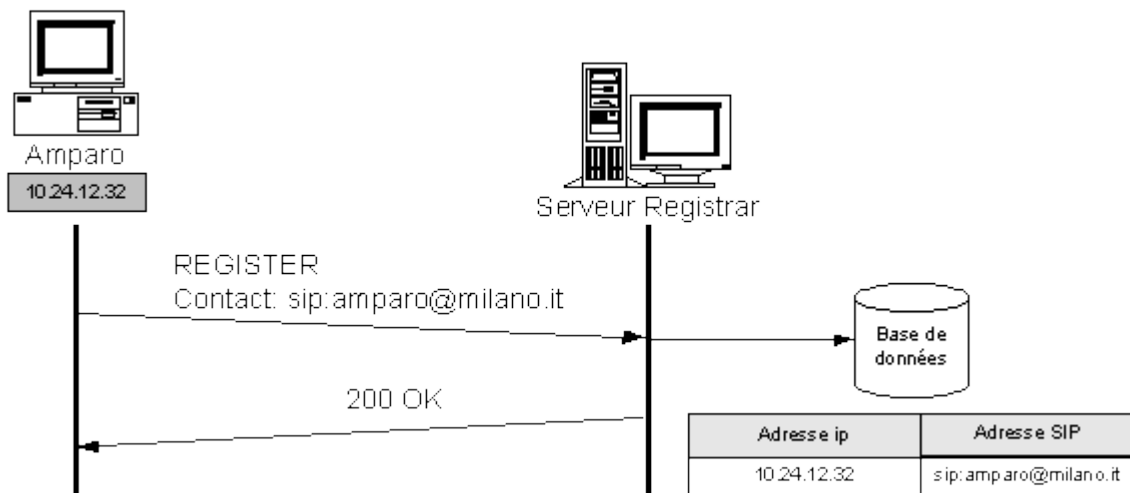 Amparo
10.24.12.32
Serveur Registrar
REGISTER
Contact: sip:amparo@milano.it
Base de
données
200 OK
Adresse ip
Adresse SIP
10.24.12.32
sip:amparo@milano.it